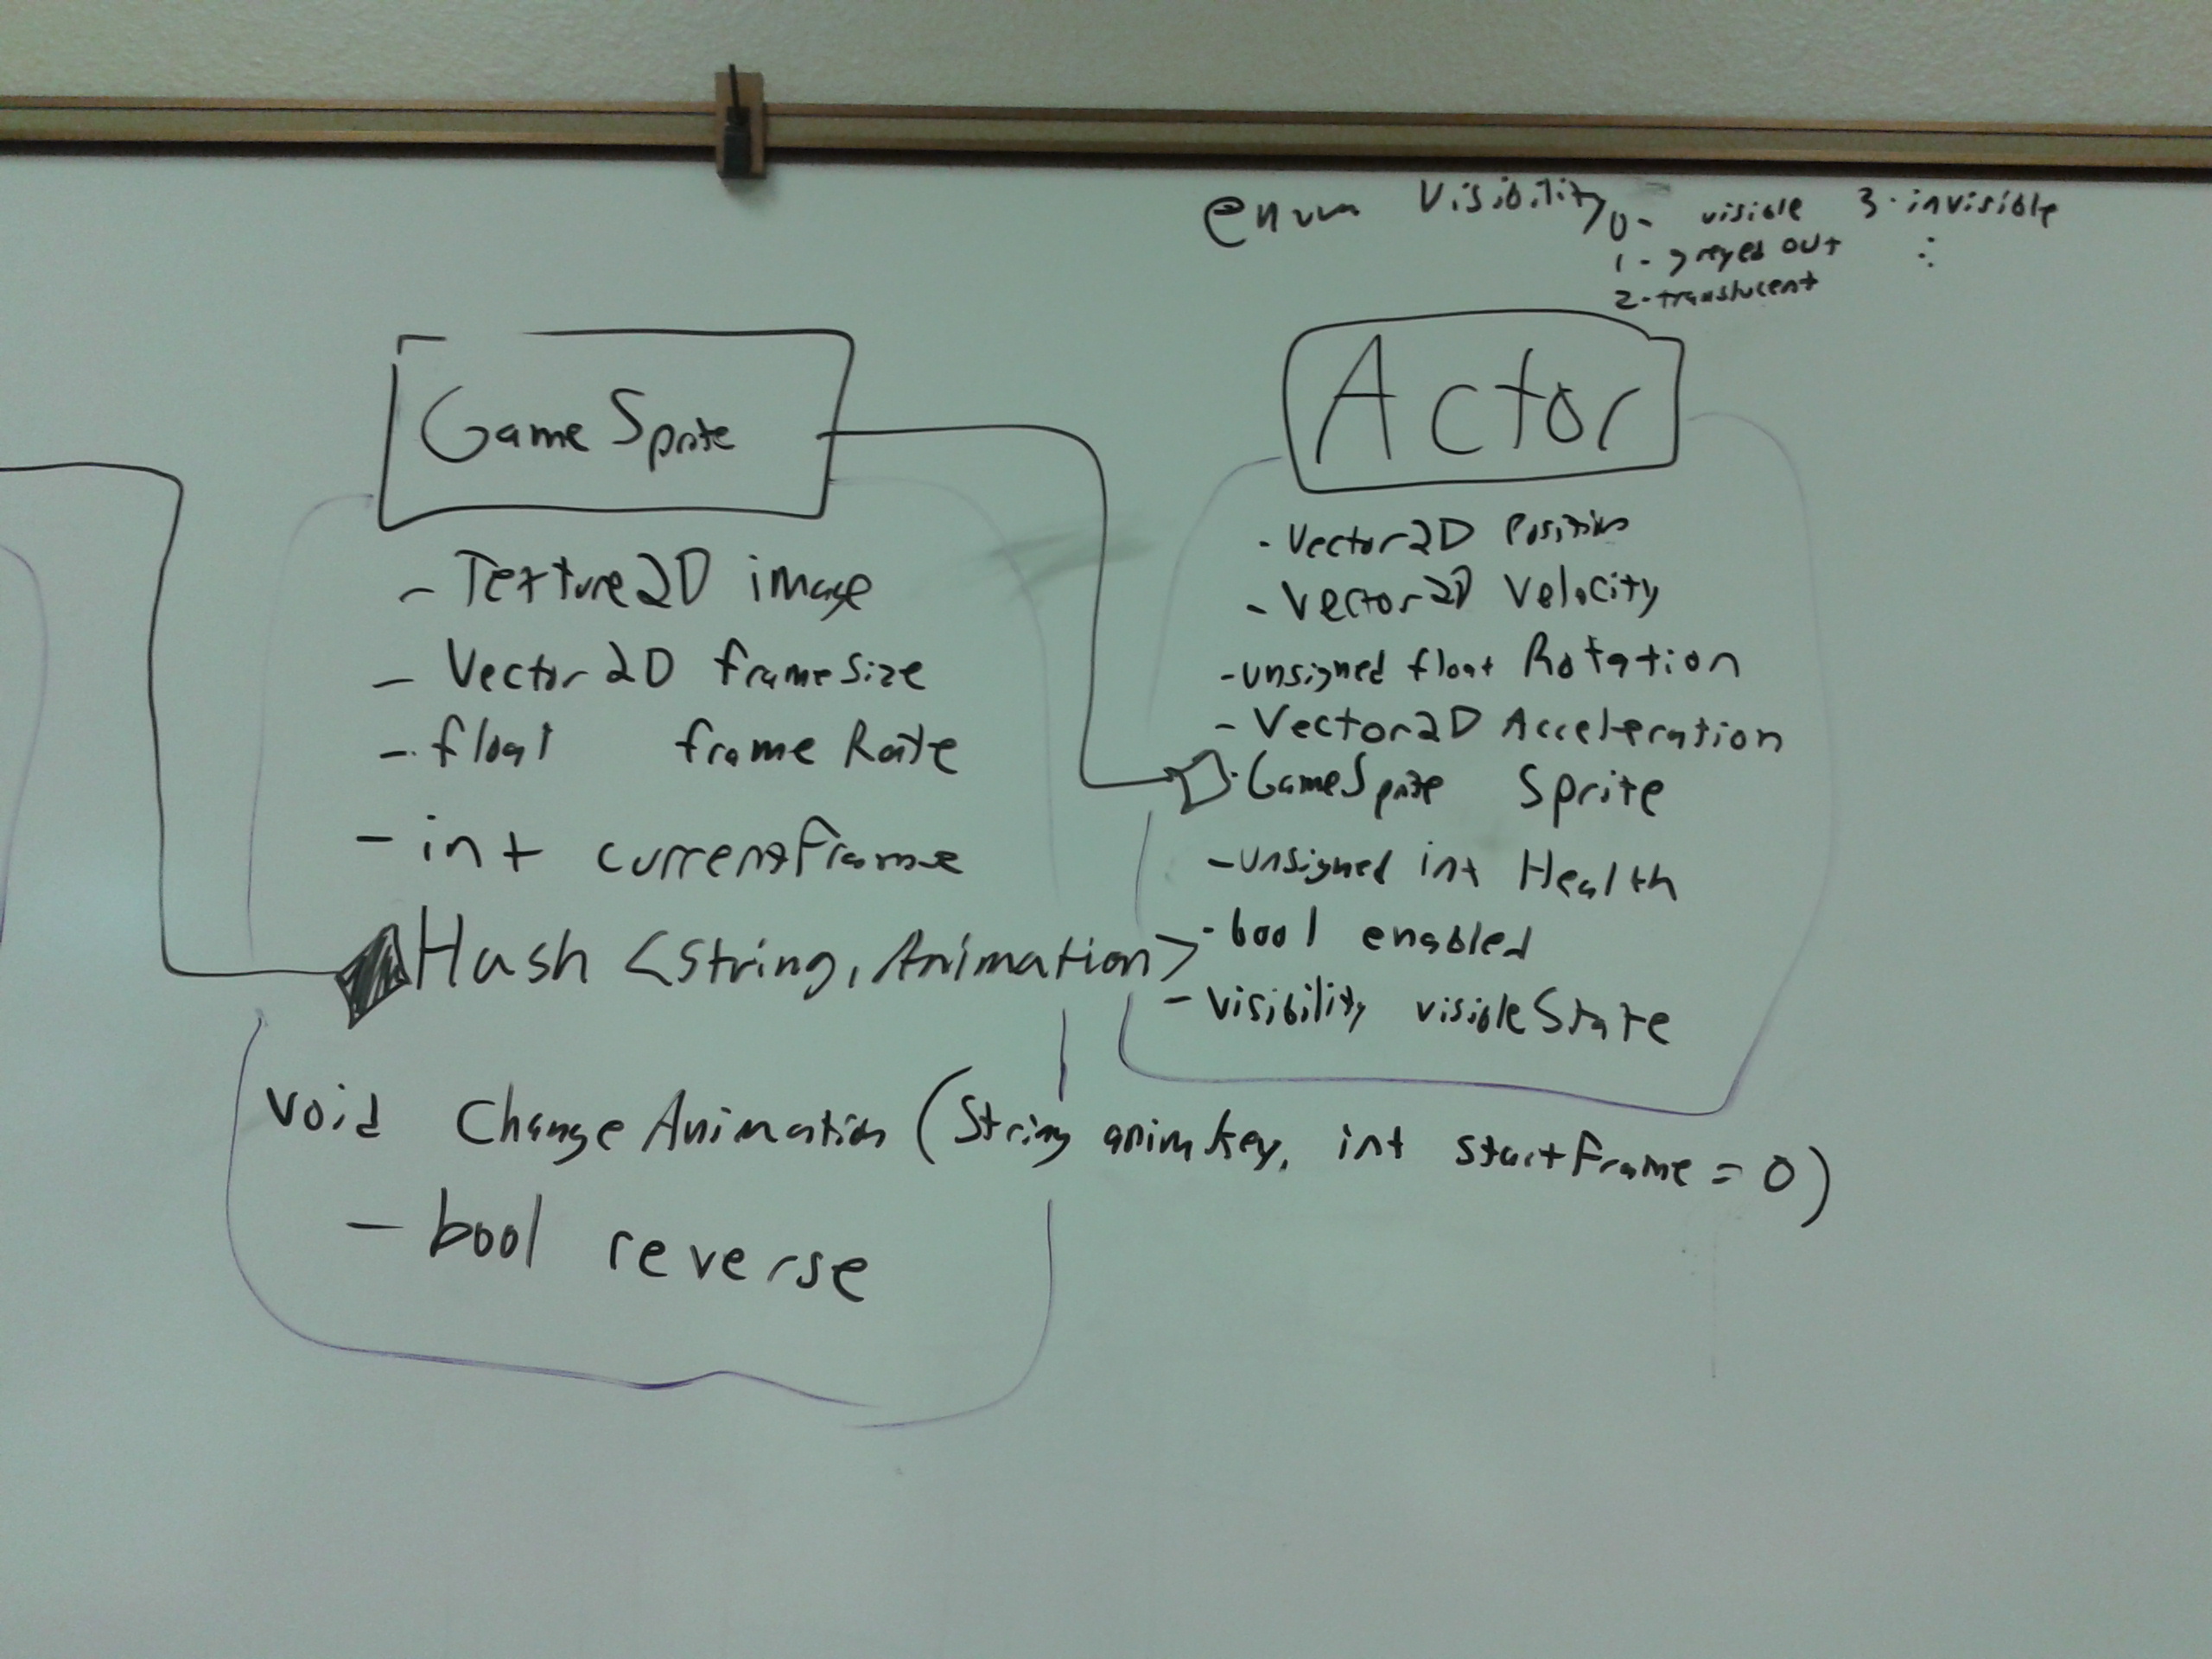 enum Visibility 0- visible 3-invisible
1-greyed out
2-translucent
GameSprite
- Texture2D image
- Vector2D frameSize
- float frameRate
- int currentFrame
Hash <String, Animation>
void ChangeAnimation (String animKey, int startFrame = 0)
- bool reverse
Actor
- Vector2D Position
- Vector2D Velocity
- unsigned float Rotation
- Vector2D Acceleration
- GameSprite Sprite
- unsigned int Health
- bool enabled
- Visibility visibleState